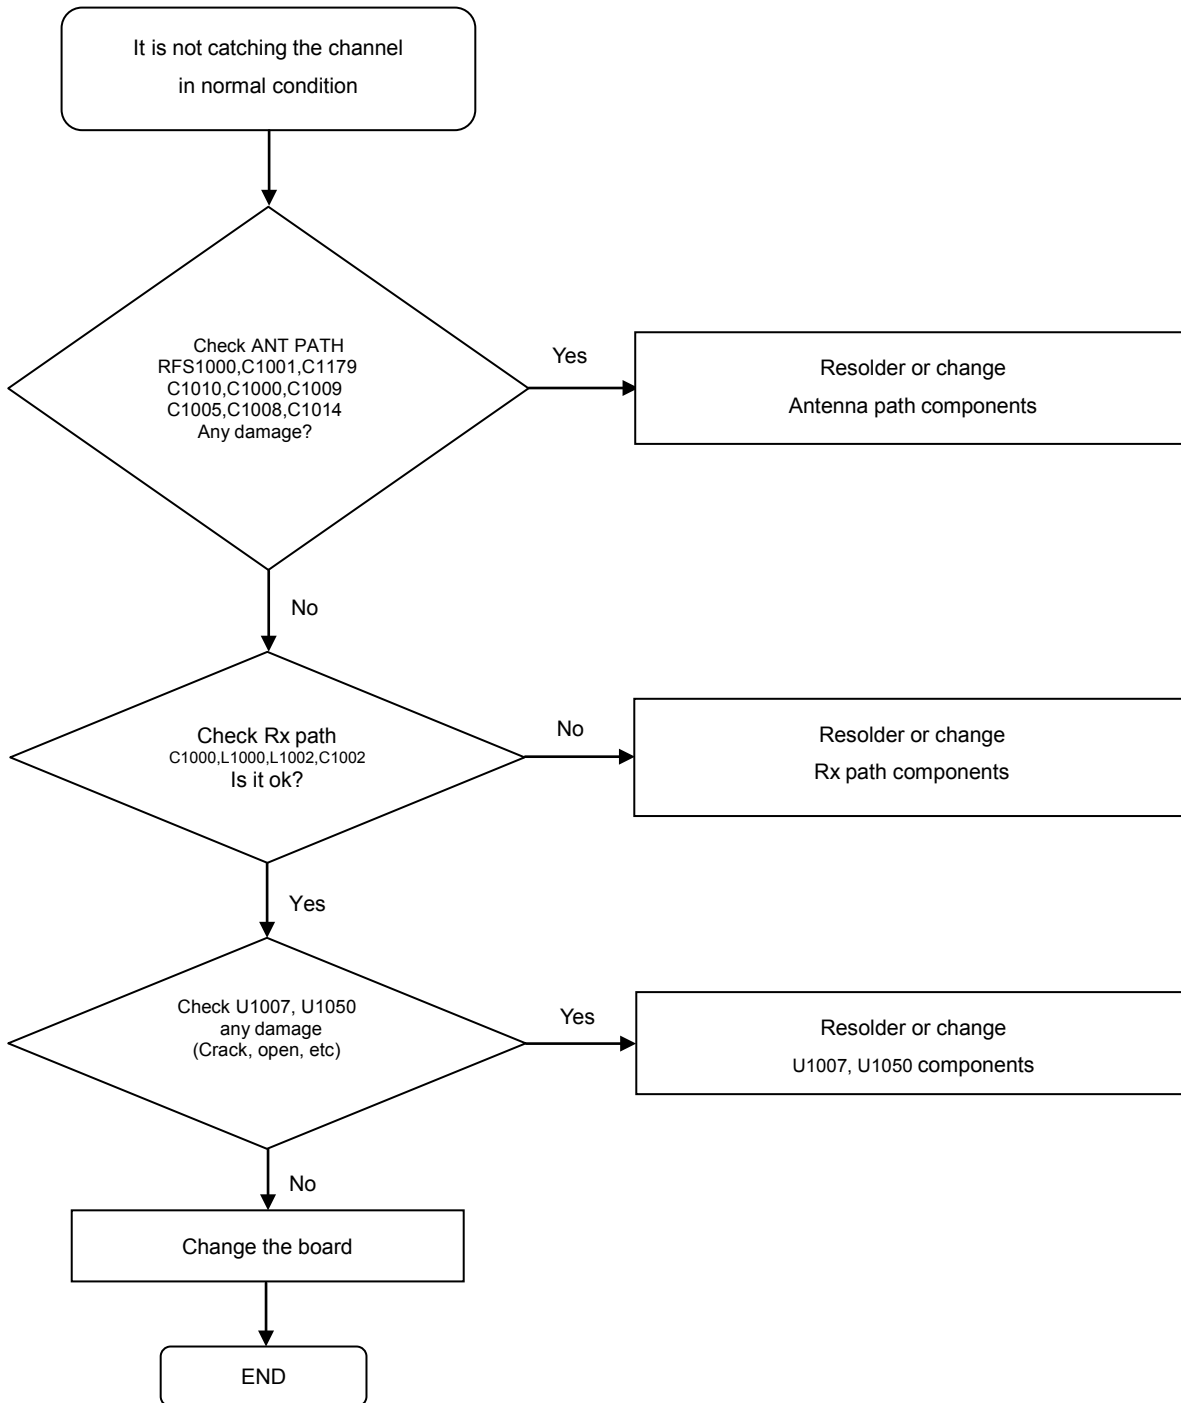 It is not catching the channel
in normal condition
Check ANT PATH
RFS1000,C1001,C1179
C1010,C1000,C1009
C1005,C1008,C1014
Any damage?
Yes
Resolder or change
Antenna path components
No
Check Rx path
C1000,L1000,L1002,C1002
Is it ok?
No
Resolder or change
Rx path components
Yes
Check U1007, U1050
any damage
(Crack, open, etc)
Yes
Resolder or change
U1007, U1050 components
No
Change the board
END